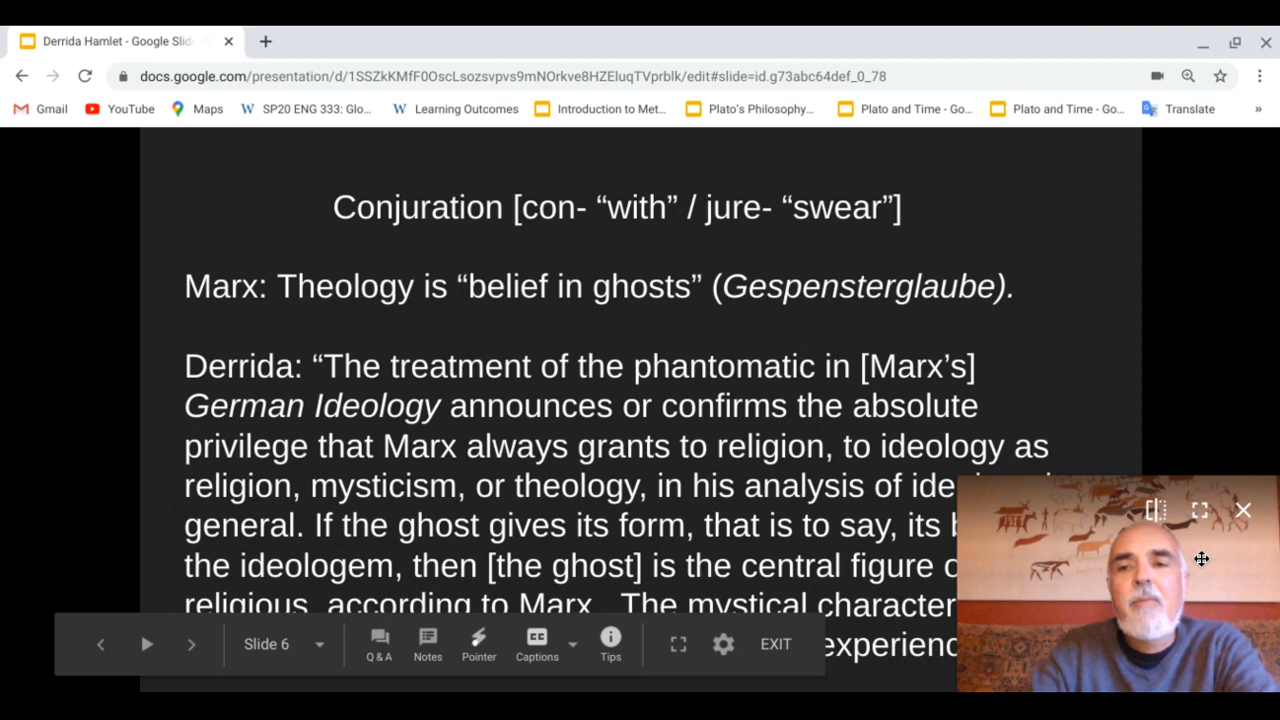 Derrida Hamlet - Google Slid
docs.google.com/presentation/d/1SSZkKMfF0OscLsozsvpvs9mNOrkve8HZEluqTVprblk/edit#slide=id.g73abc64def_0_78
Gmail YouTube Maps SP20 ENG 333: Glo... Learning Outcomes Introduction to Met... Plato's Philosophy... Plato and Time - Go... Plato and Time - Go... Translate »
Conjuration [con- “with” / jure- “swear”]
Marx: Theology is “belief in ghosts” (Gespensterglaube).
Derrida: “The treatment of the phantomatic in [Marx’s]
German Ideology announces or confirms the absolute
privilege that Marx always grants to religion, to ideology as
religion, mysticism, or theology, in his analysis of
general. If the ghost gives its form, that is to say, its
the ideologem, then [the ghost] is the central figure
religious, according to Marx. The mystical character
Slide 6
Q & A Notes Pointer Captions Tips EXIT